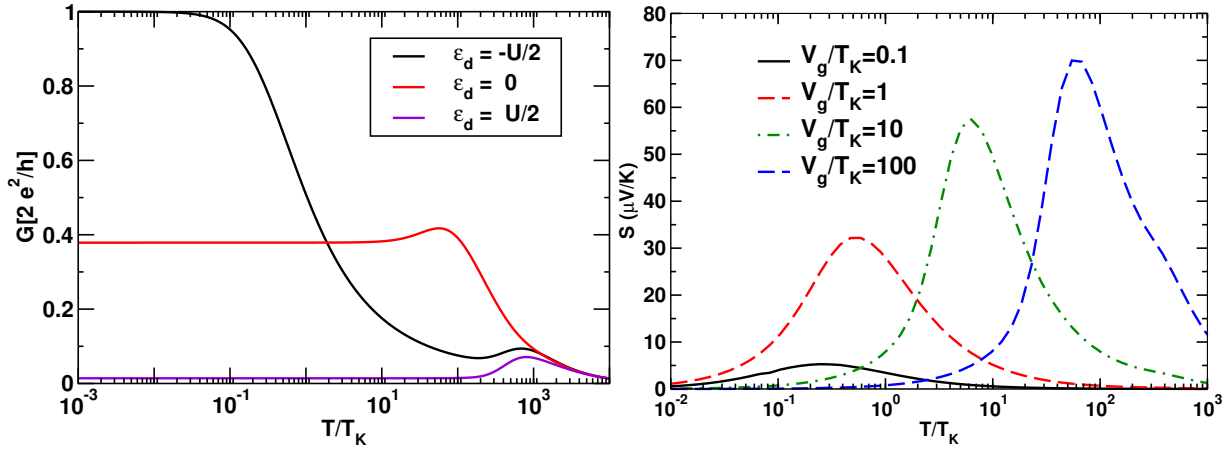 1
0.8
0.6
0.4
0.2
0
G[2 e²/h]
ε_d = -U/2
ε_d = 0
ε_d = U/2
10⁻³ 10⁻¹ 10¹ 10³
T/T_K
80
70
60
50
40
30
20
10
0
S (μV/K)
V_g/T_K=0.1
V_g/T_K=1
V_g/T_K=10
V_g/T_K=100
10⁻² 10⁻¹ 10⁰ 10¹ 10² 10³
T/T_K